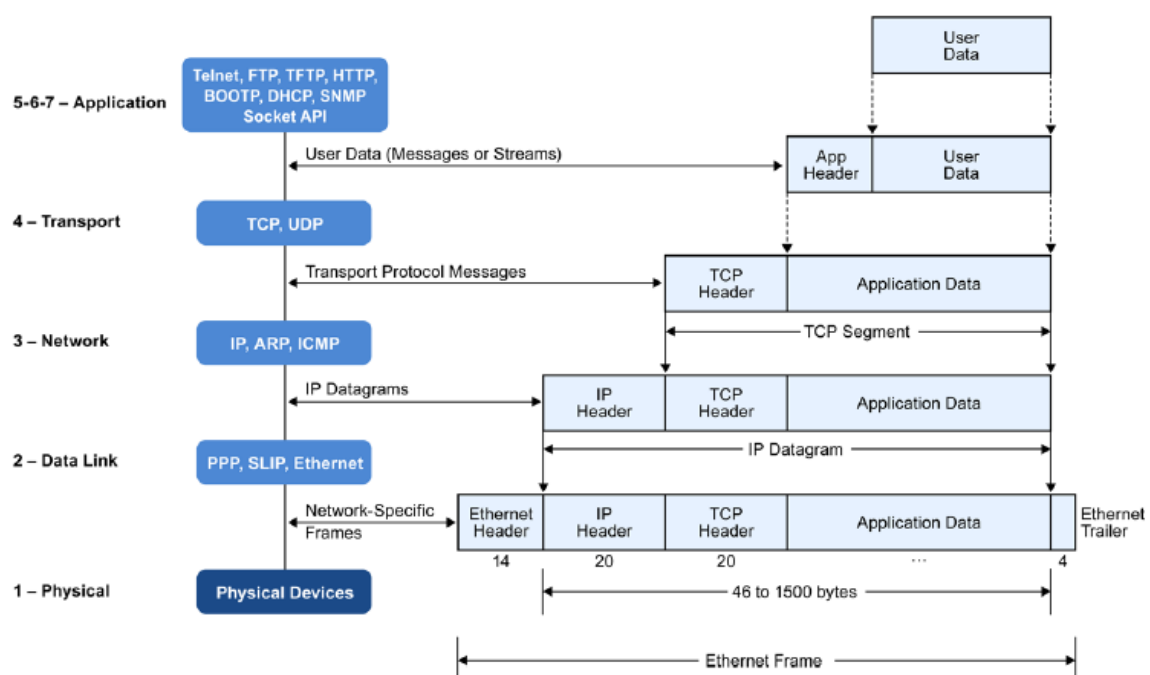 User
Data
5-6-7 – Application
Telnet, FTP, TFTP, HTTP,
BOOTP, DHCP, SNMP
Socket API
User Data (Messages or Streams)
App
Header
User
Data
4 – Transport
TCP, UDP
Transport Protocol Messages
TCP
Header
Application Data
TCP Segment
3 – Network
IP, ARP, ICMP
IP Datagrams
IP
Header
TCP
Header
Application Data
IP Datagram
2 – Data Link
PPP, SLIP, Ethernet
Network-Specific
Frames
Ethernet
Header
IP
Header
TCP
Header
Application Data
Ethernet
Trailer
14
20
20
...
4
1 – Physical
Physical Devices
46 to 1500 bytes
Ethernet Frame